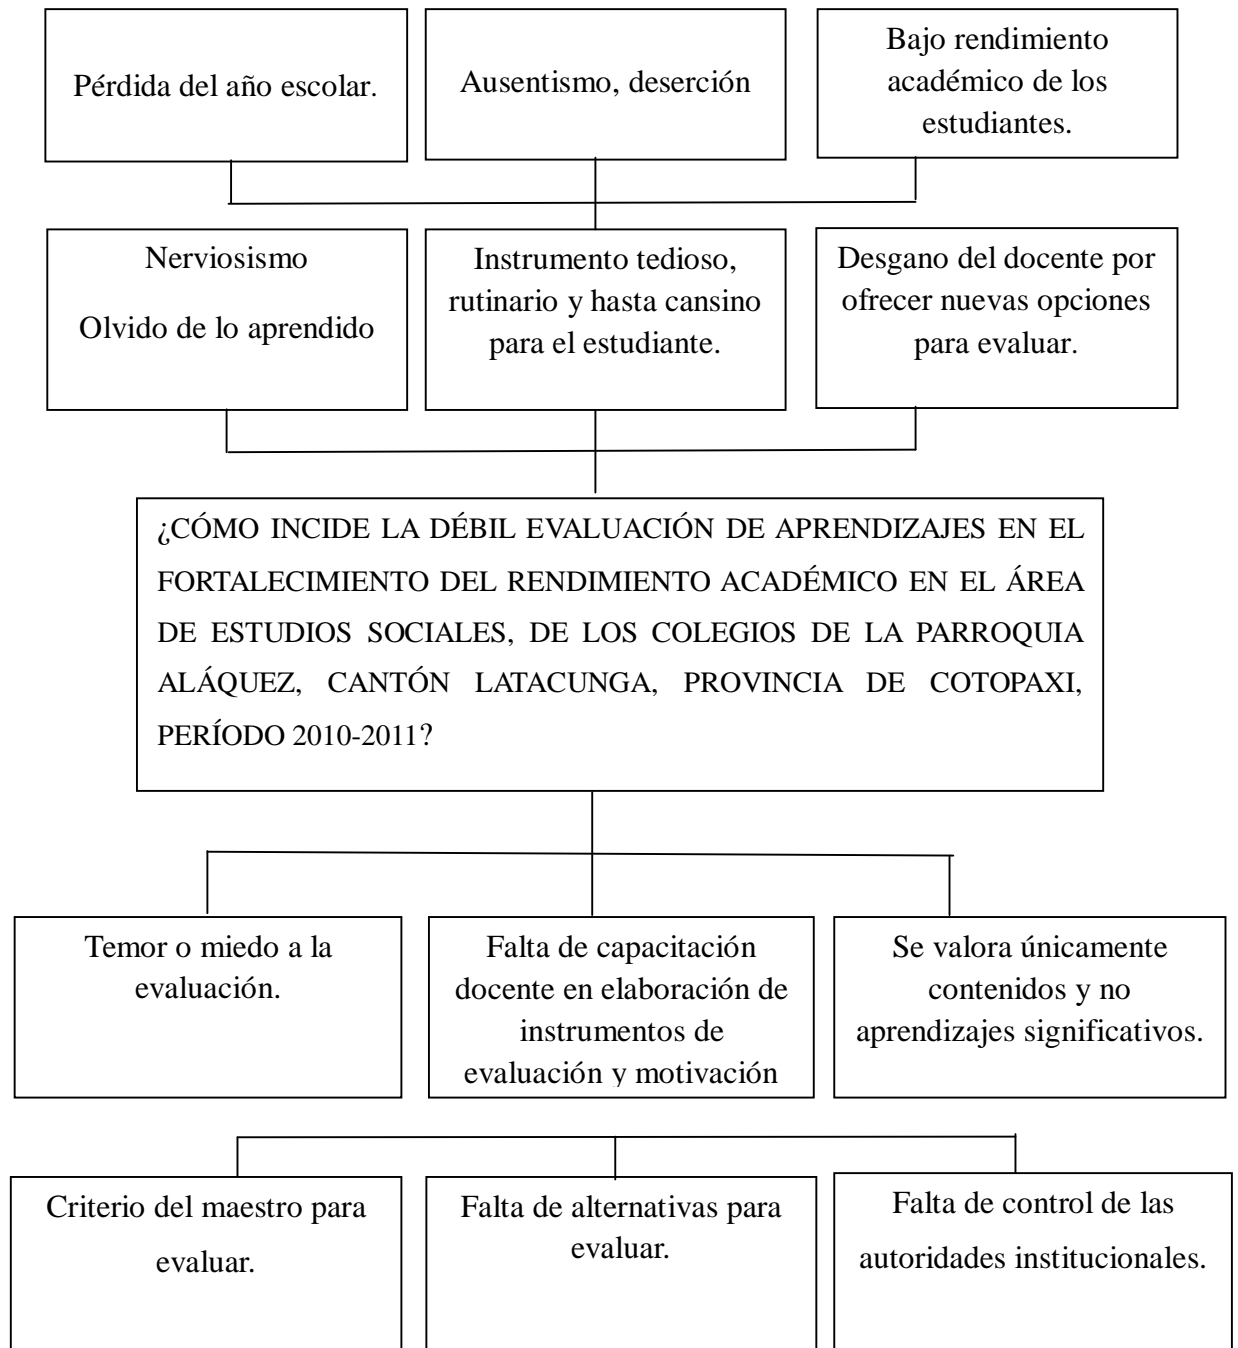 Pérdida del año escolar.
Ausentismo, deserción
Bajo rendimiento
académico de los
estudiantes.
Nerviosismo
Olvido de lo aprendido
Instrumento tedioso,
rutinario y hasta cansino
para el estudiante.
Desgano del docente por
ofrecer nuevas opciones
para evaluar.
¿CÓMO INCIDE LA DÉBIL EVALUACIÓN DE APRENDIZAJES EN EL
FORTALECIMIENTO DEL RENDIMIENTO ACADÉMICO EN EL ÁREA
DE ESTUDIOS SOCIALES, DE LOS COLEGIOS DE LA PARROQUIA
ALÁQUEZ, CANTÓN LATACUNGA, PROVINCIA DE COTOPAXI,
PERÍODO 2010-2011?
Temor o miedo a la
evaluación.
Falta de capacitación
docente en elaboración de
instrumentos de
evaluación y motivación
Se valora únicamente
contenidos y no
aprendizajes significativos.
Criterio del maestro para
evaluar.
Falta de alternativas para
evaluar.
Falta de control de las
autoridades institucionales.